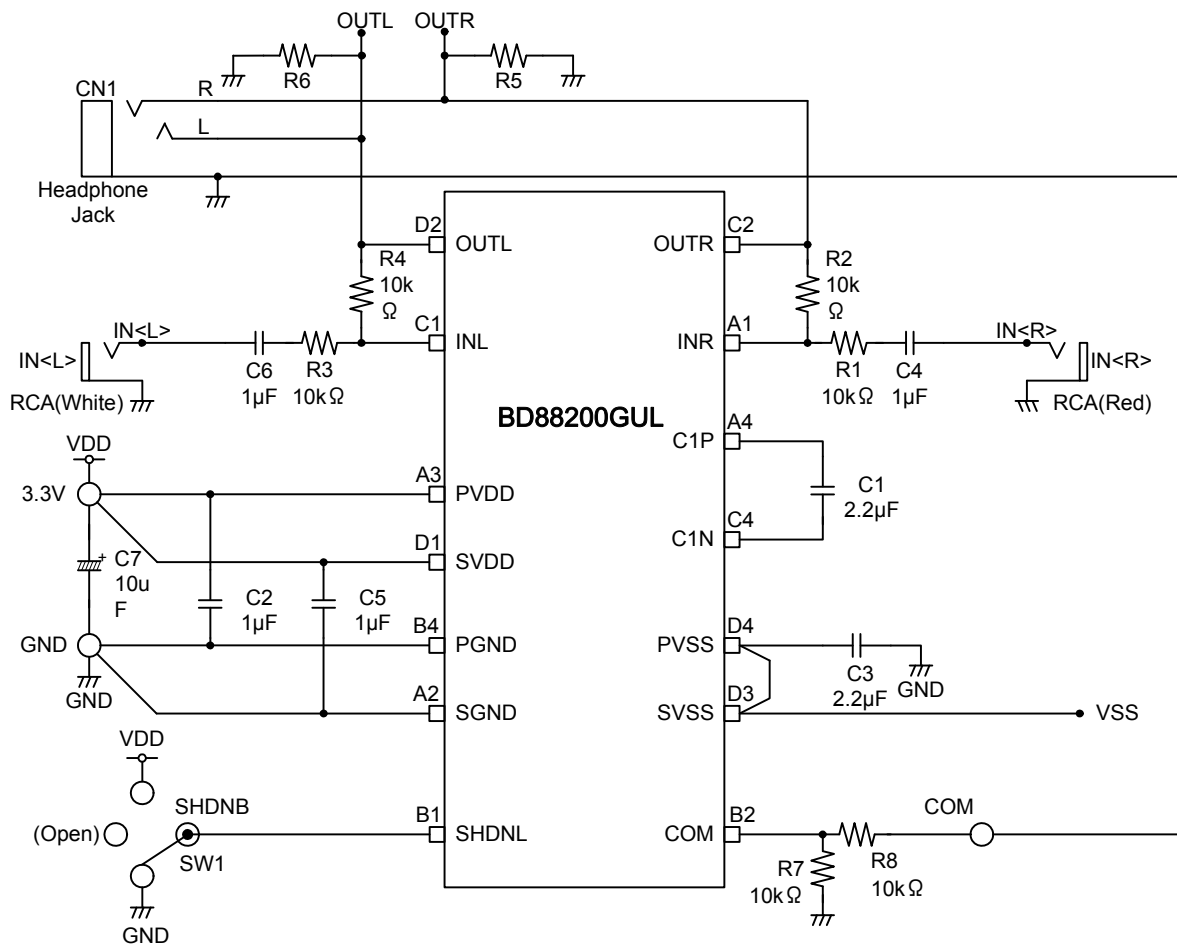 OUTL OUTR
R6
R5
CN1
R
L
Headphone
Jack
D2
OUTL
C2
OUTR
R4
10k
Ω
R2
10k
Ω
IN<L>
C1
INL
A1
INR
IN<R>
IN<L>
C6
1µF
R3
10kΩ
R1
10kΩ
C4
1µF
IN<R>
RCA(White)
RCA(Red)
BD88200GUL
VDD
3.3V
A3
PVDD
A4
C1P
C1
2.2µF
C4
C1N
D1
SVDD
C7
+
10u
F
C2
1µF
C5
1µF
GND
GND
B4
PGND
D4
PVSS
C3
2.2µF
GND
A2
SGND
D3
SVSS
VSS
VDD
SHDNB
(Open)
SW1
GND
B1
SHDNL
B2
COM
COM
R7
10kΩ
R8
10kΩ